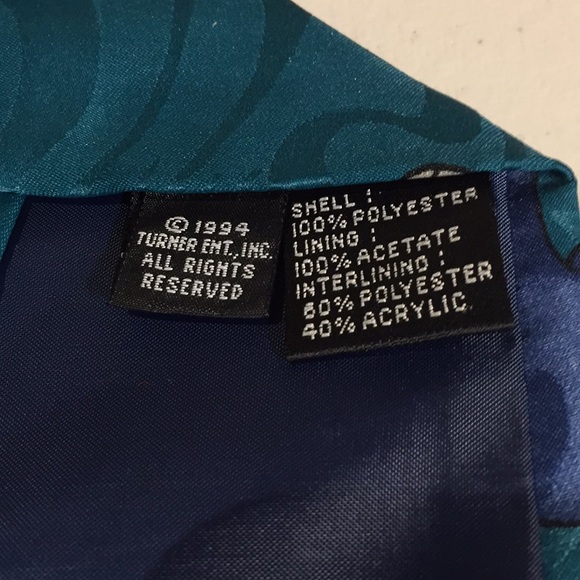 © 1994
TURNER ENT., INC.
ALL RIGHTS
RESERVED
SHELL :
100% POLYESTER
LINING :
100% ACETATE
INTERLINING :
60% POLYESTER
40% ACRYLIC